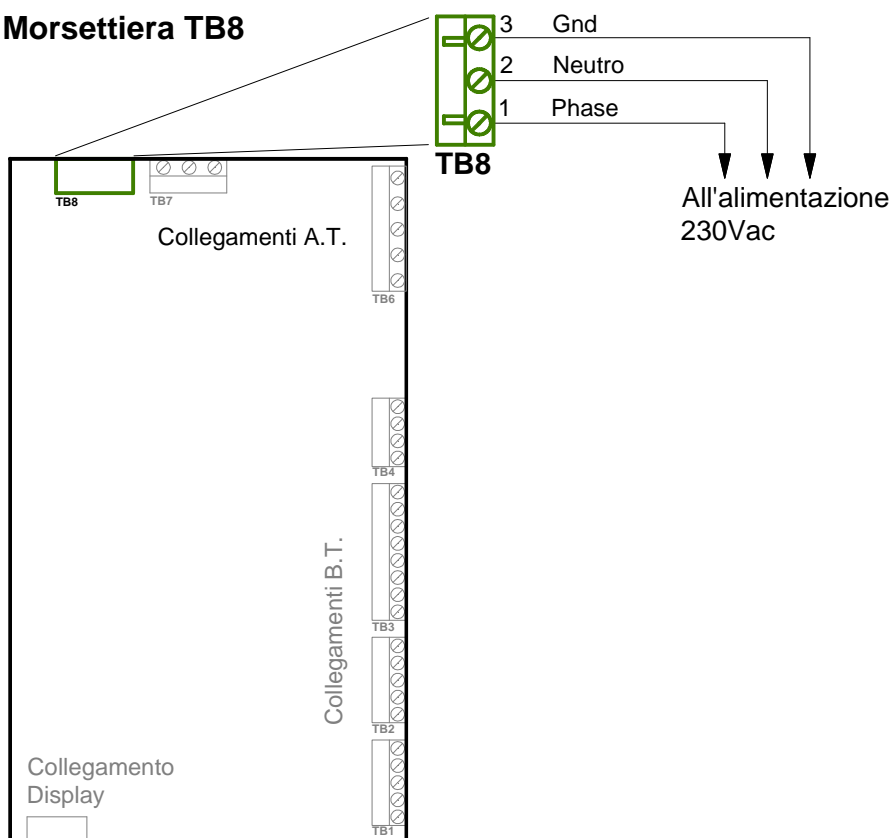 Morsettiera TB8
3 Gnd
2 Neutro
1 Phase
TB8
All'alimentazione
230Vac
TB8
TB7
Collegamenti A.T.
TB6
TB4
Collegamenti B.T.
TB3
TB2
Collegamento
Display
TB1